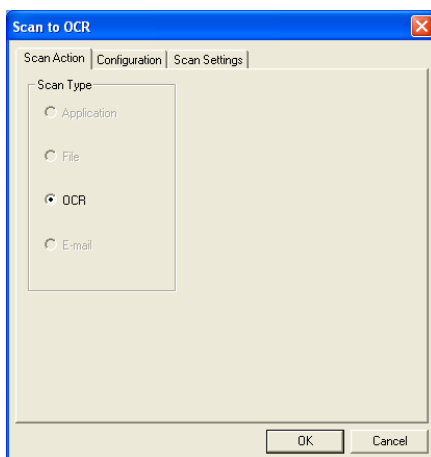 Scan to OCR
Scan Action Configuration Scan Settings
Scan Type
Application
File
OCR
E-mail
OK Cancel